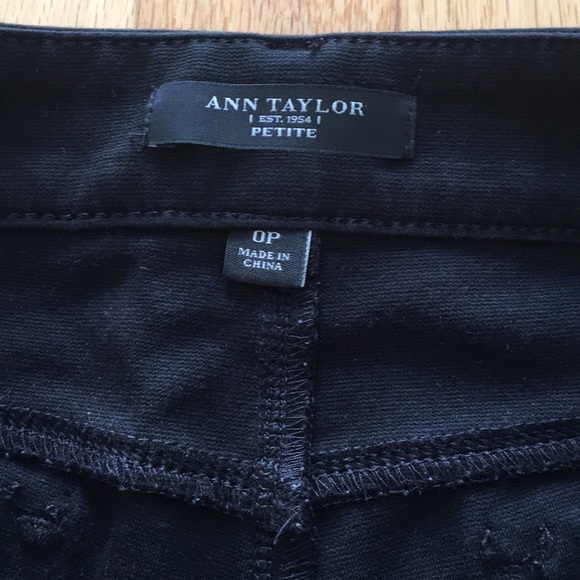 ANN TAYLOR
| EST. 1954 |
PETITE
0P
MADE IN
CHINA